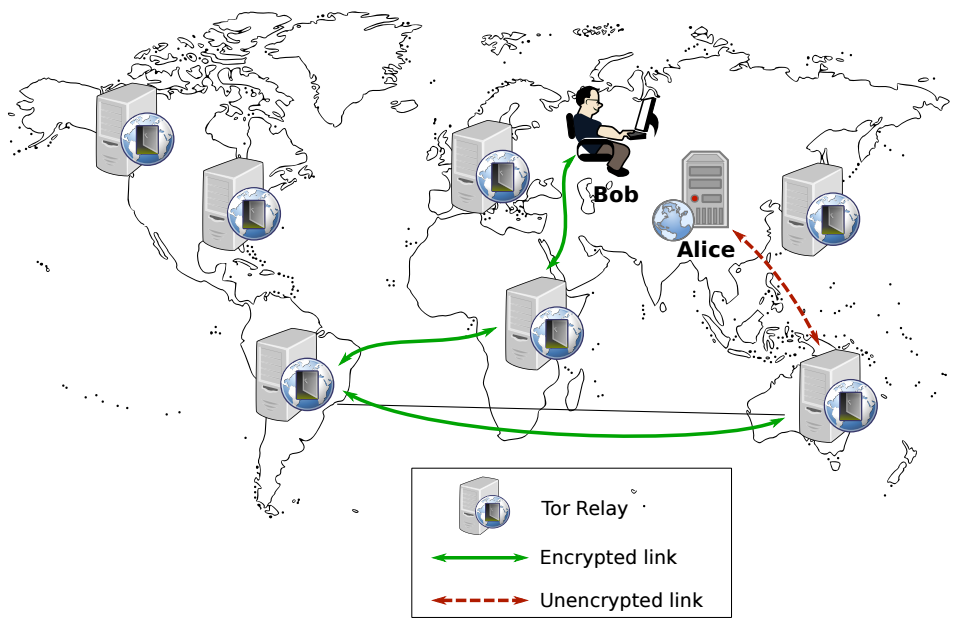 Bob
Alice
Tor Relay
Encrypted link
Unencrypted link